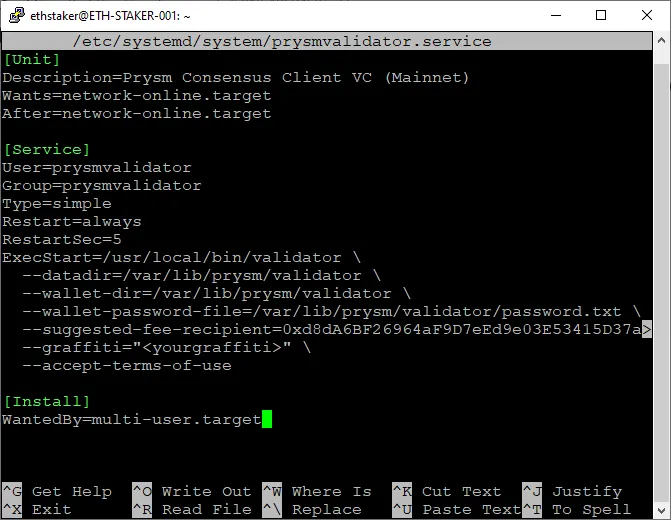 ethstaker@ETH-STAKER-001: ~
/etc/systemd/system/prysmvalidator.service
[Unit]
Description=Prysm Consensus Client VC (Mainnet)
Wants=network-online.target
After=network-online.target
[Service]
User=prysmvalidator
Group=prysmvalidator
Type=simple
Restart=always
RestartSec=5
ExecStart=/usr/local/bin/validator \
--datadir=/var/lib/prysm/validator \
--wallet-dir=/var/lib/prysm/validator \
--wallet-password-file=/var/lib/prysm/validator/password.txt \
--suggested-fee-recipient=0xd8dA6BF26964aF9D7eEd9e03E53415D37a>
--graffiti="<yourgraffiti>" \
--accept-terms-of-use
[Install]
WantedBy=multi-user.target
^G Get Help ^O Write Out ^W Where Is ^K Cut Text ^J Justify
^X Exit ^R Read File ^\ Replace ^U Paste Text ^T To Spell